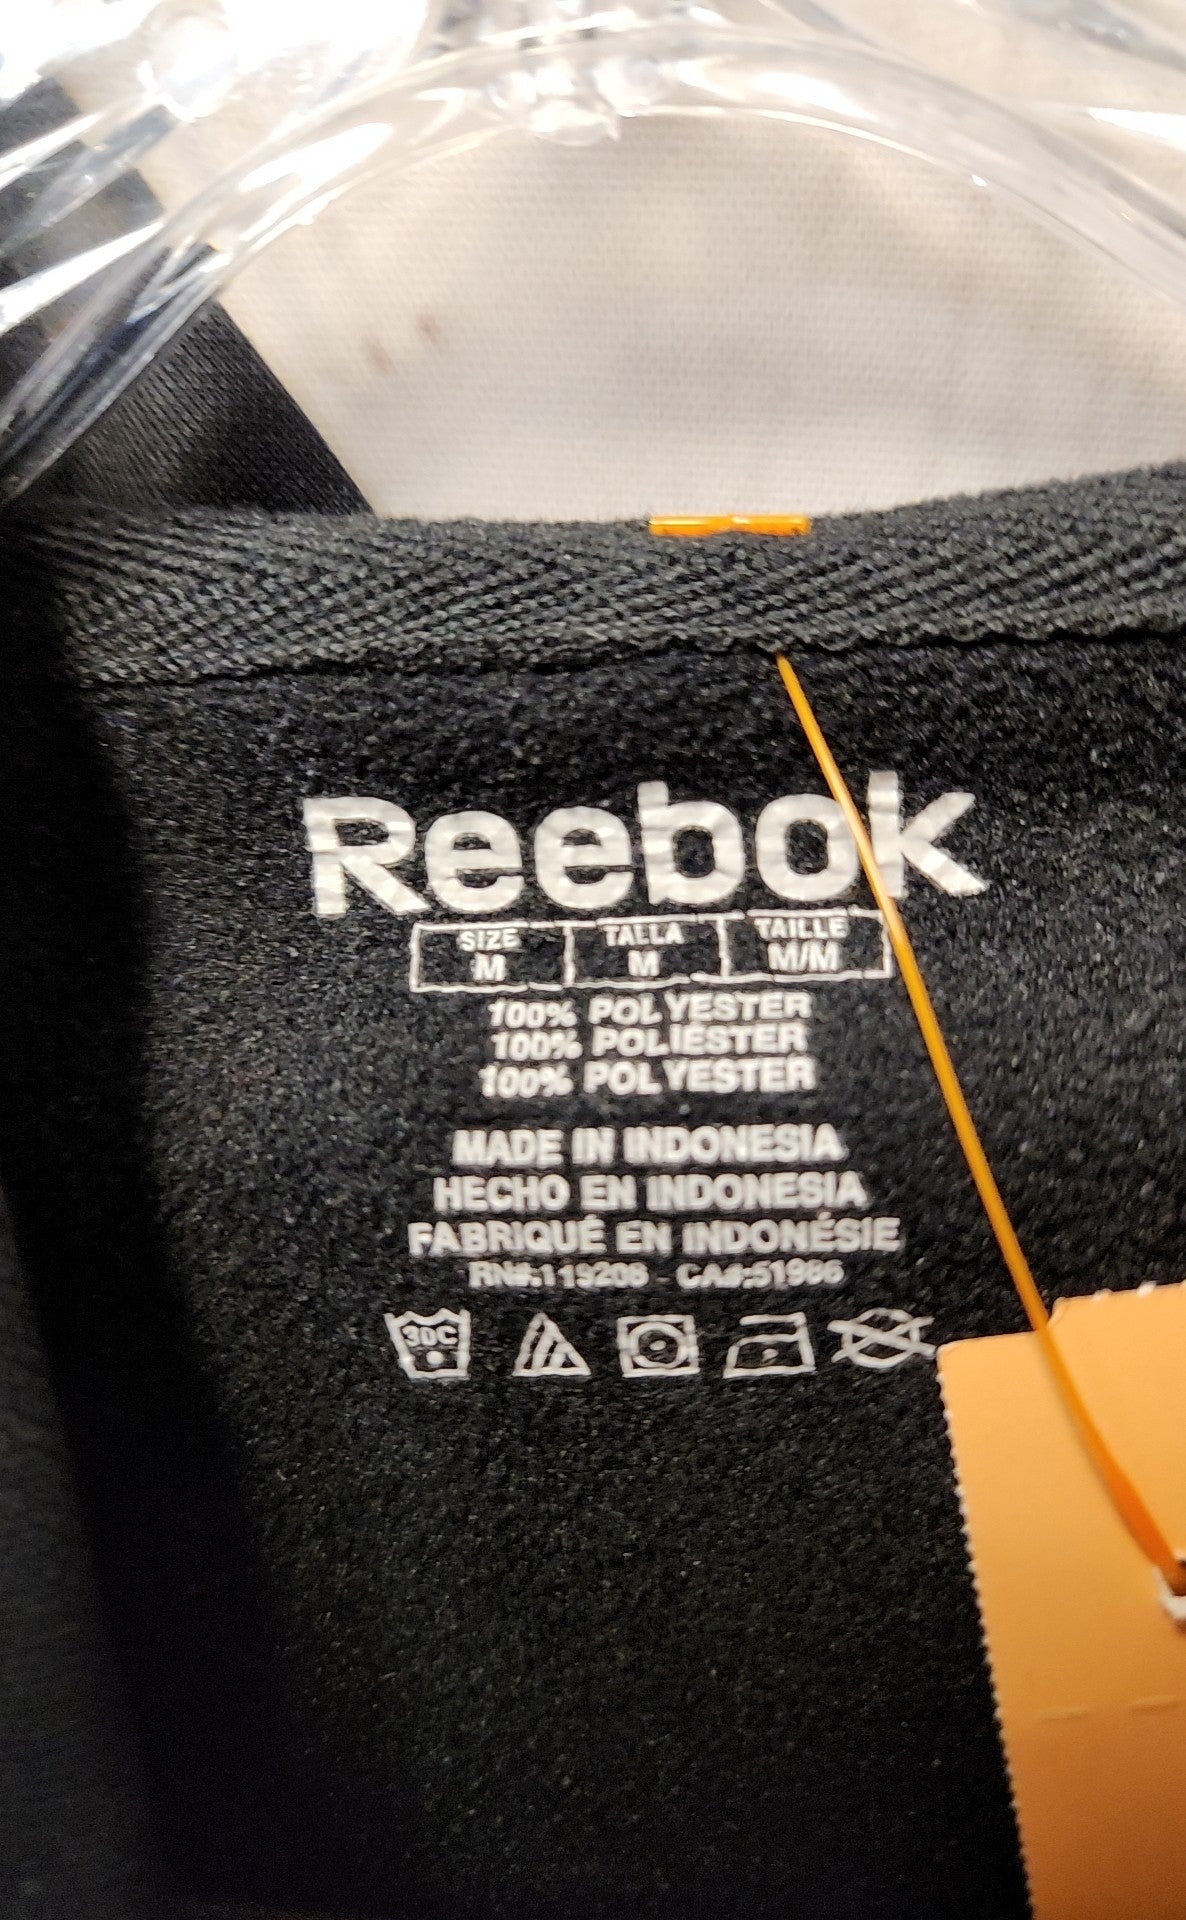 Reebok
SIZE TALLA TAILLE
M M M/M
100% POLYESTER
100% POLIÉSTER
100% POLYESTER
MADE IN INDONESIA
HECHO EN INDONESIA
FABRIQUÉ EN INDONÉSIE
RN#:119208 - CA#:51986
30C